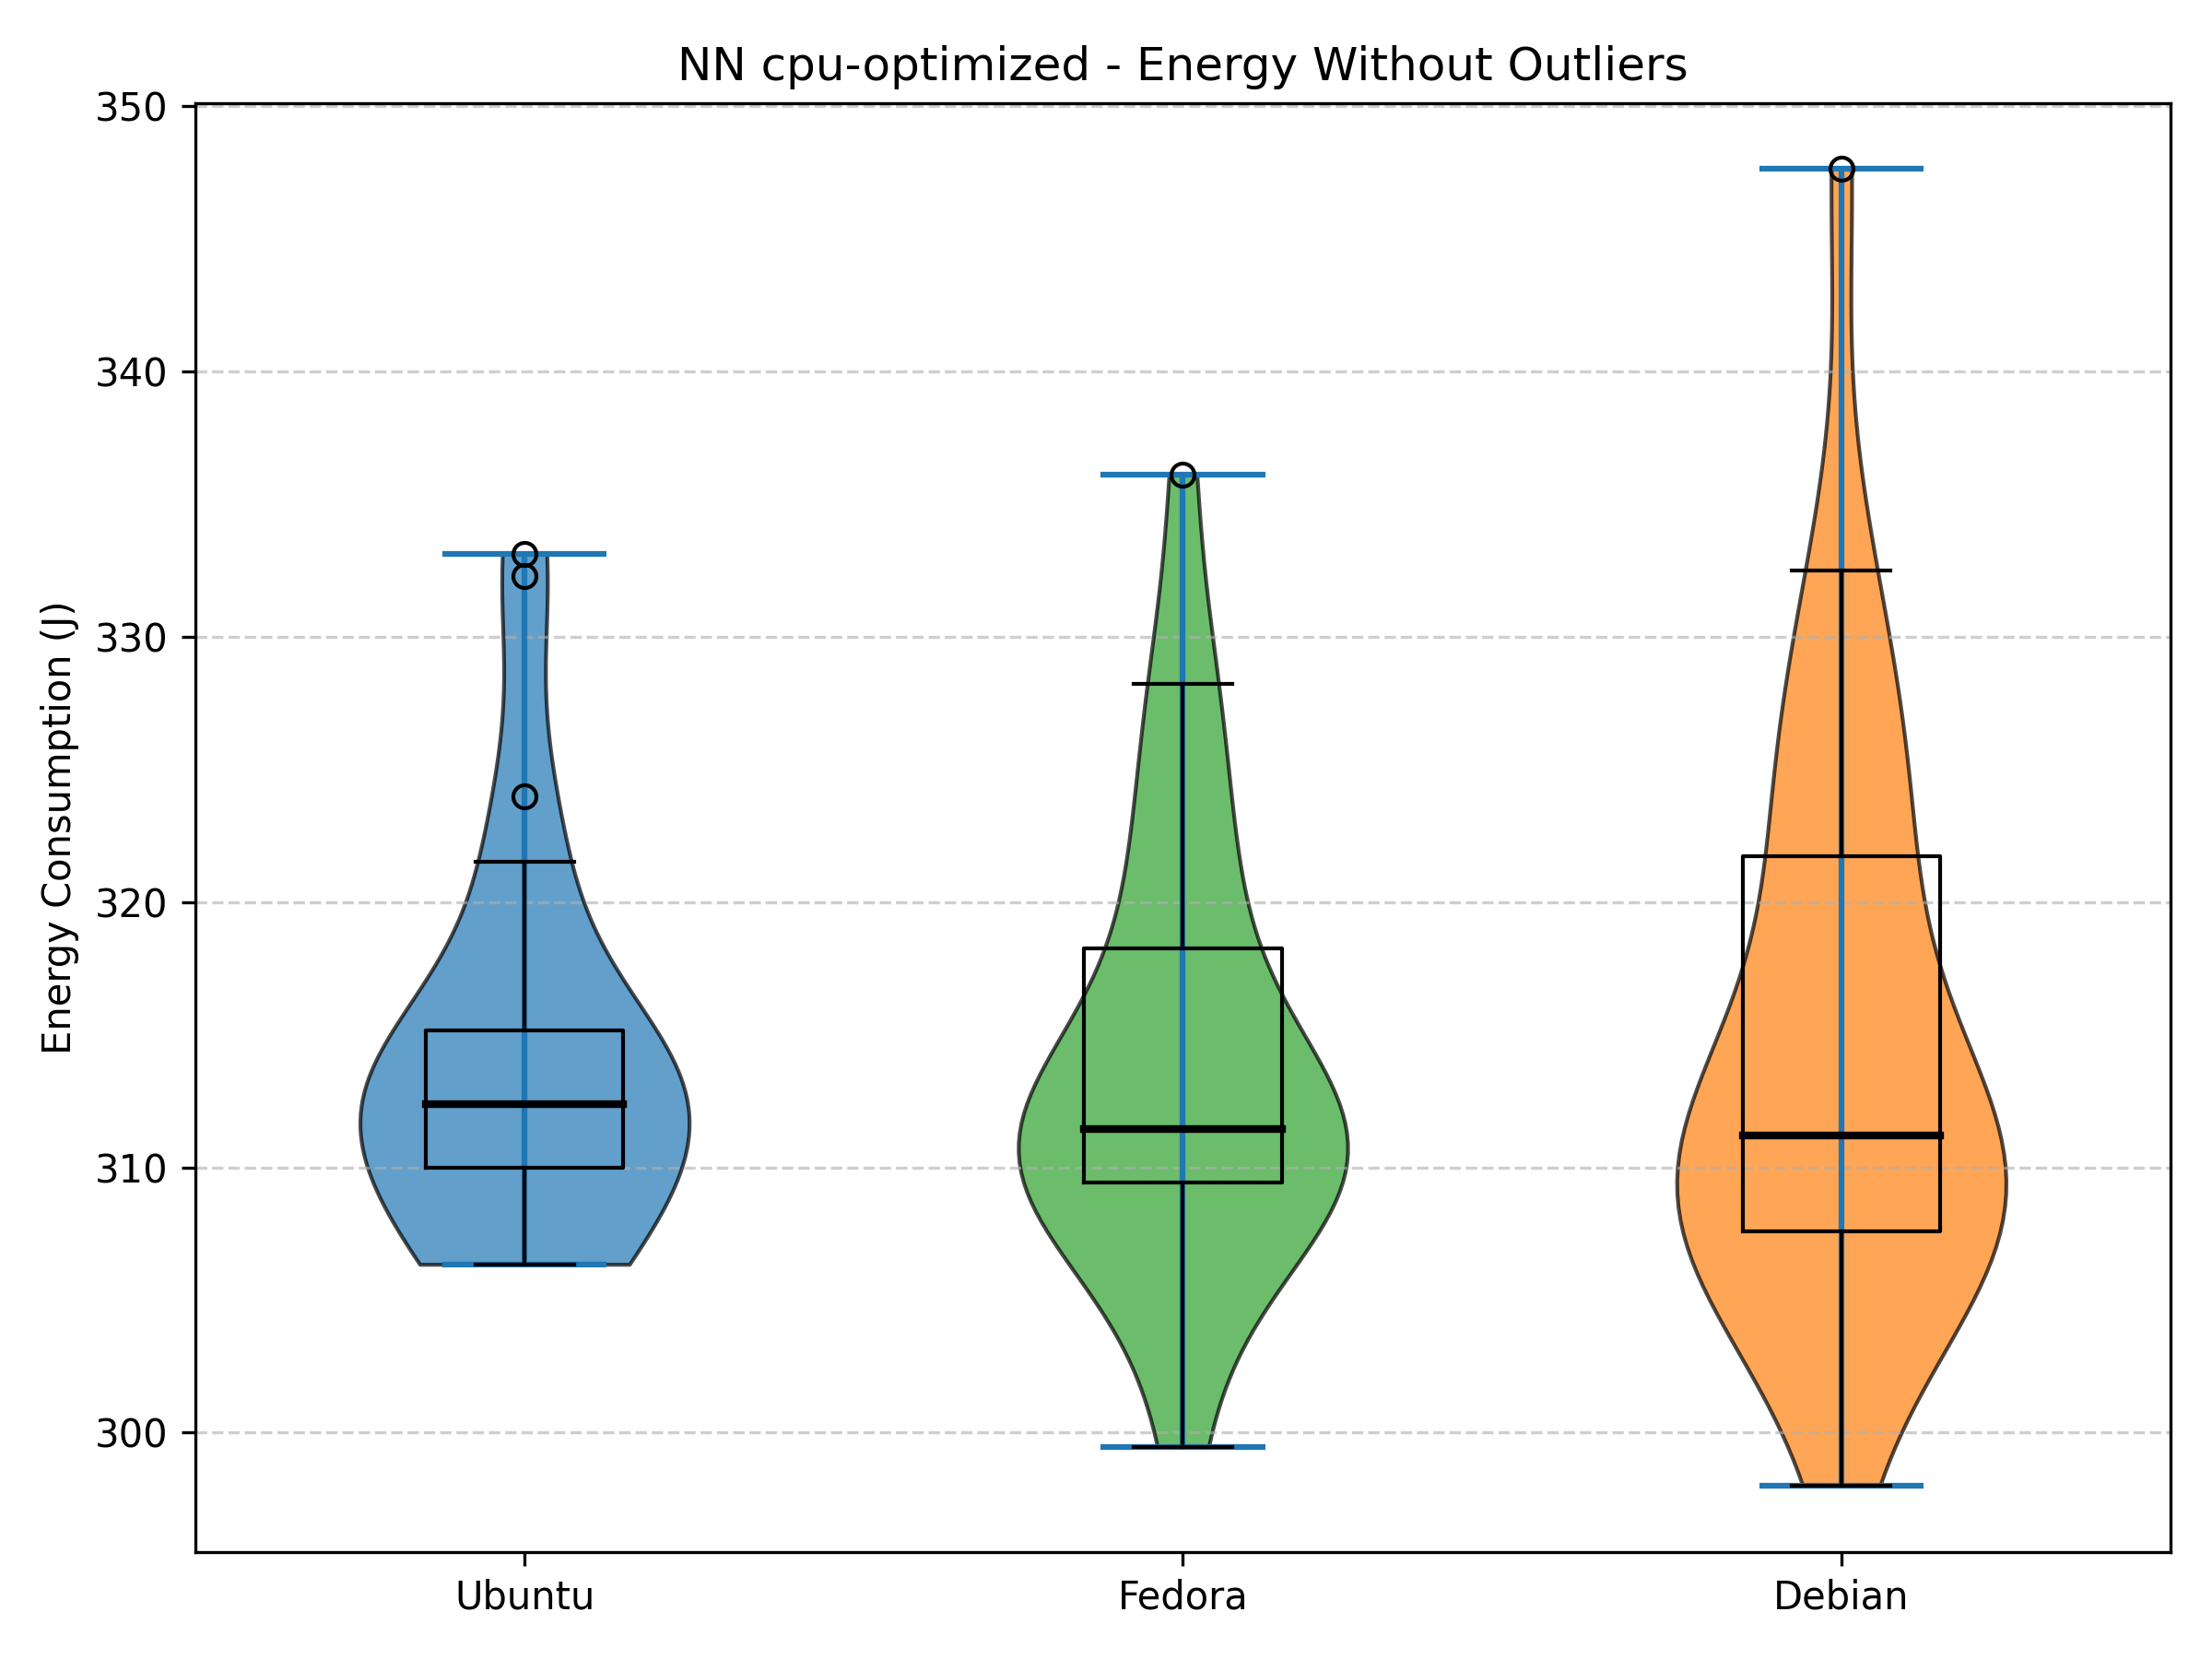 NN cpu-optimized - Energy Without Outliers
Energy Consumption (J)
350
340
330
320
310
300
Ubuntu
Fedora
Debian